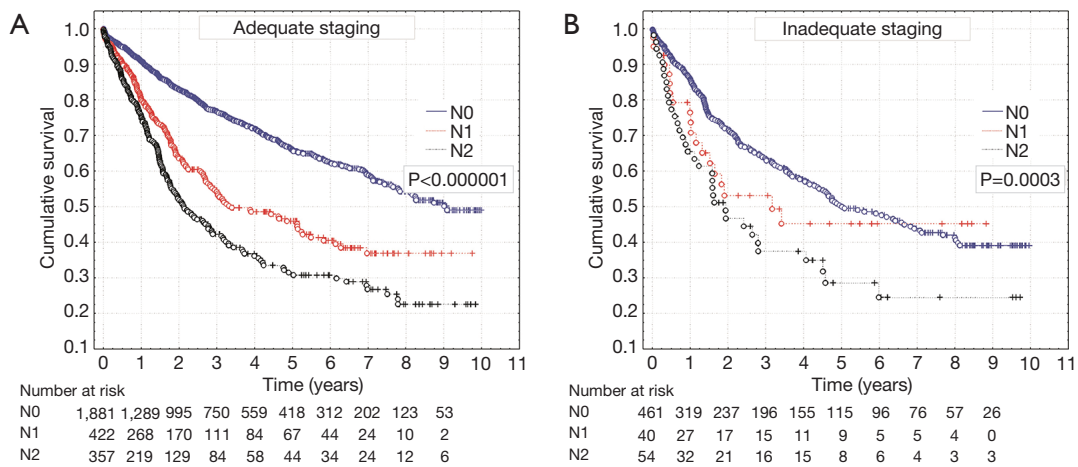 A
Adequate staging
Cumulative survival
1.0
0.9
0.8
0.7
0.6
0.5
0.4
0.3
0.2
0.1
N0
N1
N2
P<0.000001
0 1 2 3 4 5 6 7 8 9 10 11
Time (years)
Number at risk
N0 1,881 1,289 995 750 559 418 312 202 123 53
N1 422 268 170 111 84 67 44 24 10 2
N2 357 219 129 84 58 44 34 24 12 6
B
Inadequate staging
Cumulative survival
1.0
0.9
0.8
0.7
0.6
0.5
0.4
0.3
0.2
0.1
N0
N1
N2
P=0.0003
0 1 2 3 4 5 6 7 8 9 10 11
Time (years)
Number at risk
N0 461 319 237 196 155 115 96 76 57 26
N1 40 27 17 15 11 9 5 5 4 0
N2 54 32 21 16 15 8 6 4 3 3